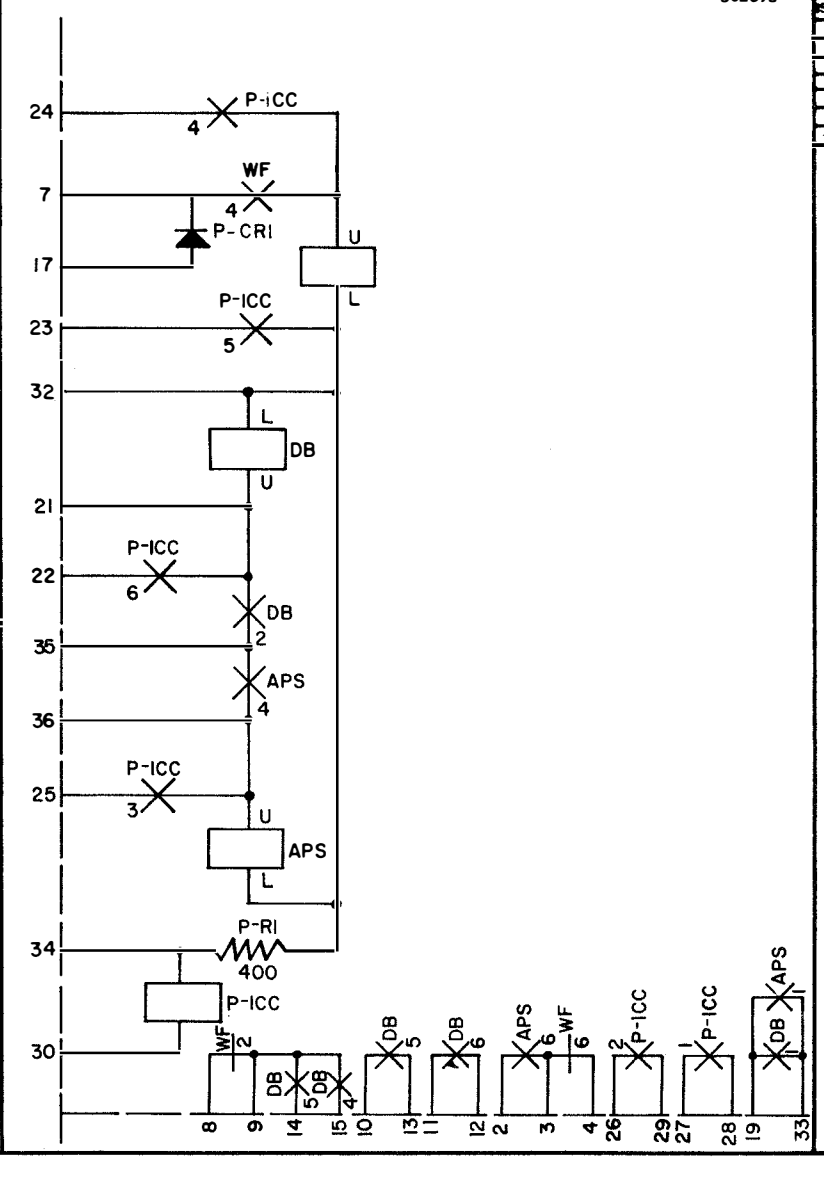 24
P-iCC
4
7
WF
4
P-CRI
17
U
L
P-ICC
23
5
32
L
DB
U
21
P-ICC
22
6
DB
2
35
APS
4
36
P-ICC
25
3
U
APS
L
P-RI
34
400
P-ICC
30
WF
2
DB
5
DB
4
DB
5
DB
6
APS
6
WF
6
2
P-ICC
1
P-ICC
APS
1
DB
1
8
9
14
15
10
13
11
12
2
3
4
26
29
27
28
19
33